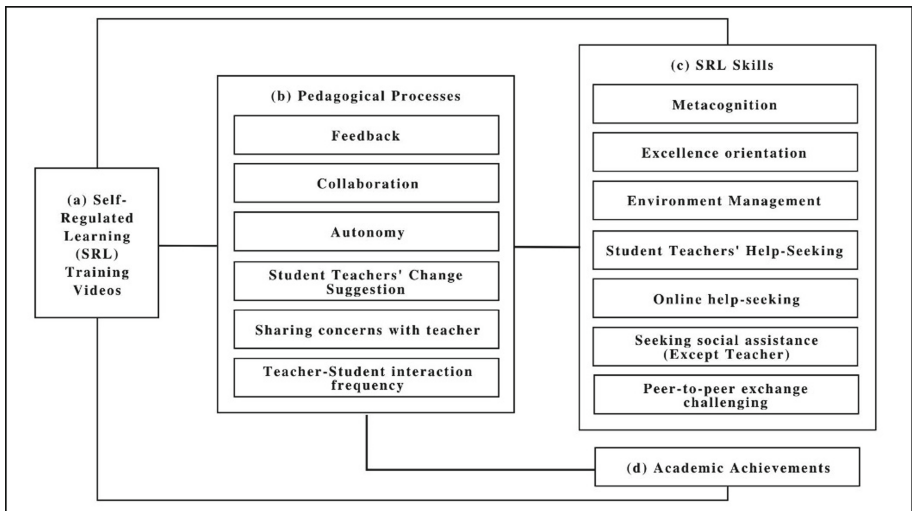 (a) Self-
Regulated
Learning
(SRL)
Training
Videos
(b) Pedagogical Processes
Feedback
Collaboration
Autonomy
Student Teachers' Change
Suggestion
Sharing concerns with teacher
Teacher-Student interaction
frequency
(c) SRL Skills
Metacognition
Excellence orientation
Environment Management
Student Teachers' Help-Seeking
Online help-seeking
Seeking social assistance
(Except Teacher)
Peer-to-peer exchange
challenging
(d) Academic Achievements